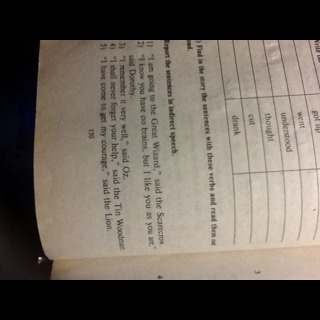 got up
went
understood
thought
cut
drank
) Find in the story the sentences with these verbs and read them
Report the sentences in indirect speech.
1) "I am going to the Great Wizard," said the Scarecrow.
2) "I know you have no brains, but I like you as you are,"
said Dorothy.
3) "I remember it very well," said Oz.
4) "I shall never forget your help," said the Tin Woodman.
5) "I have come to get my courage," said the Lion.
159
3
4